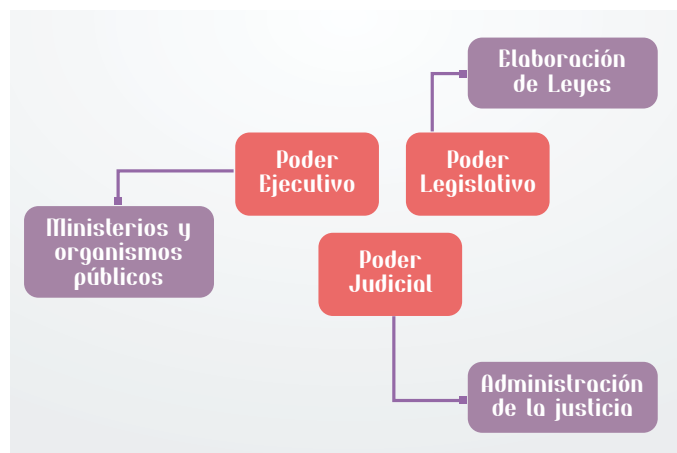 Elaboración
de Leyes
Poder
Ejecutivo
Poder
Legislativo
Ministerios y
organismos
públicos
Poder
Judicial
Administración
de la justicia